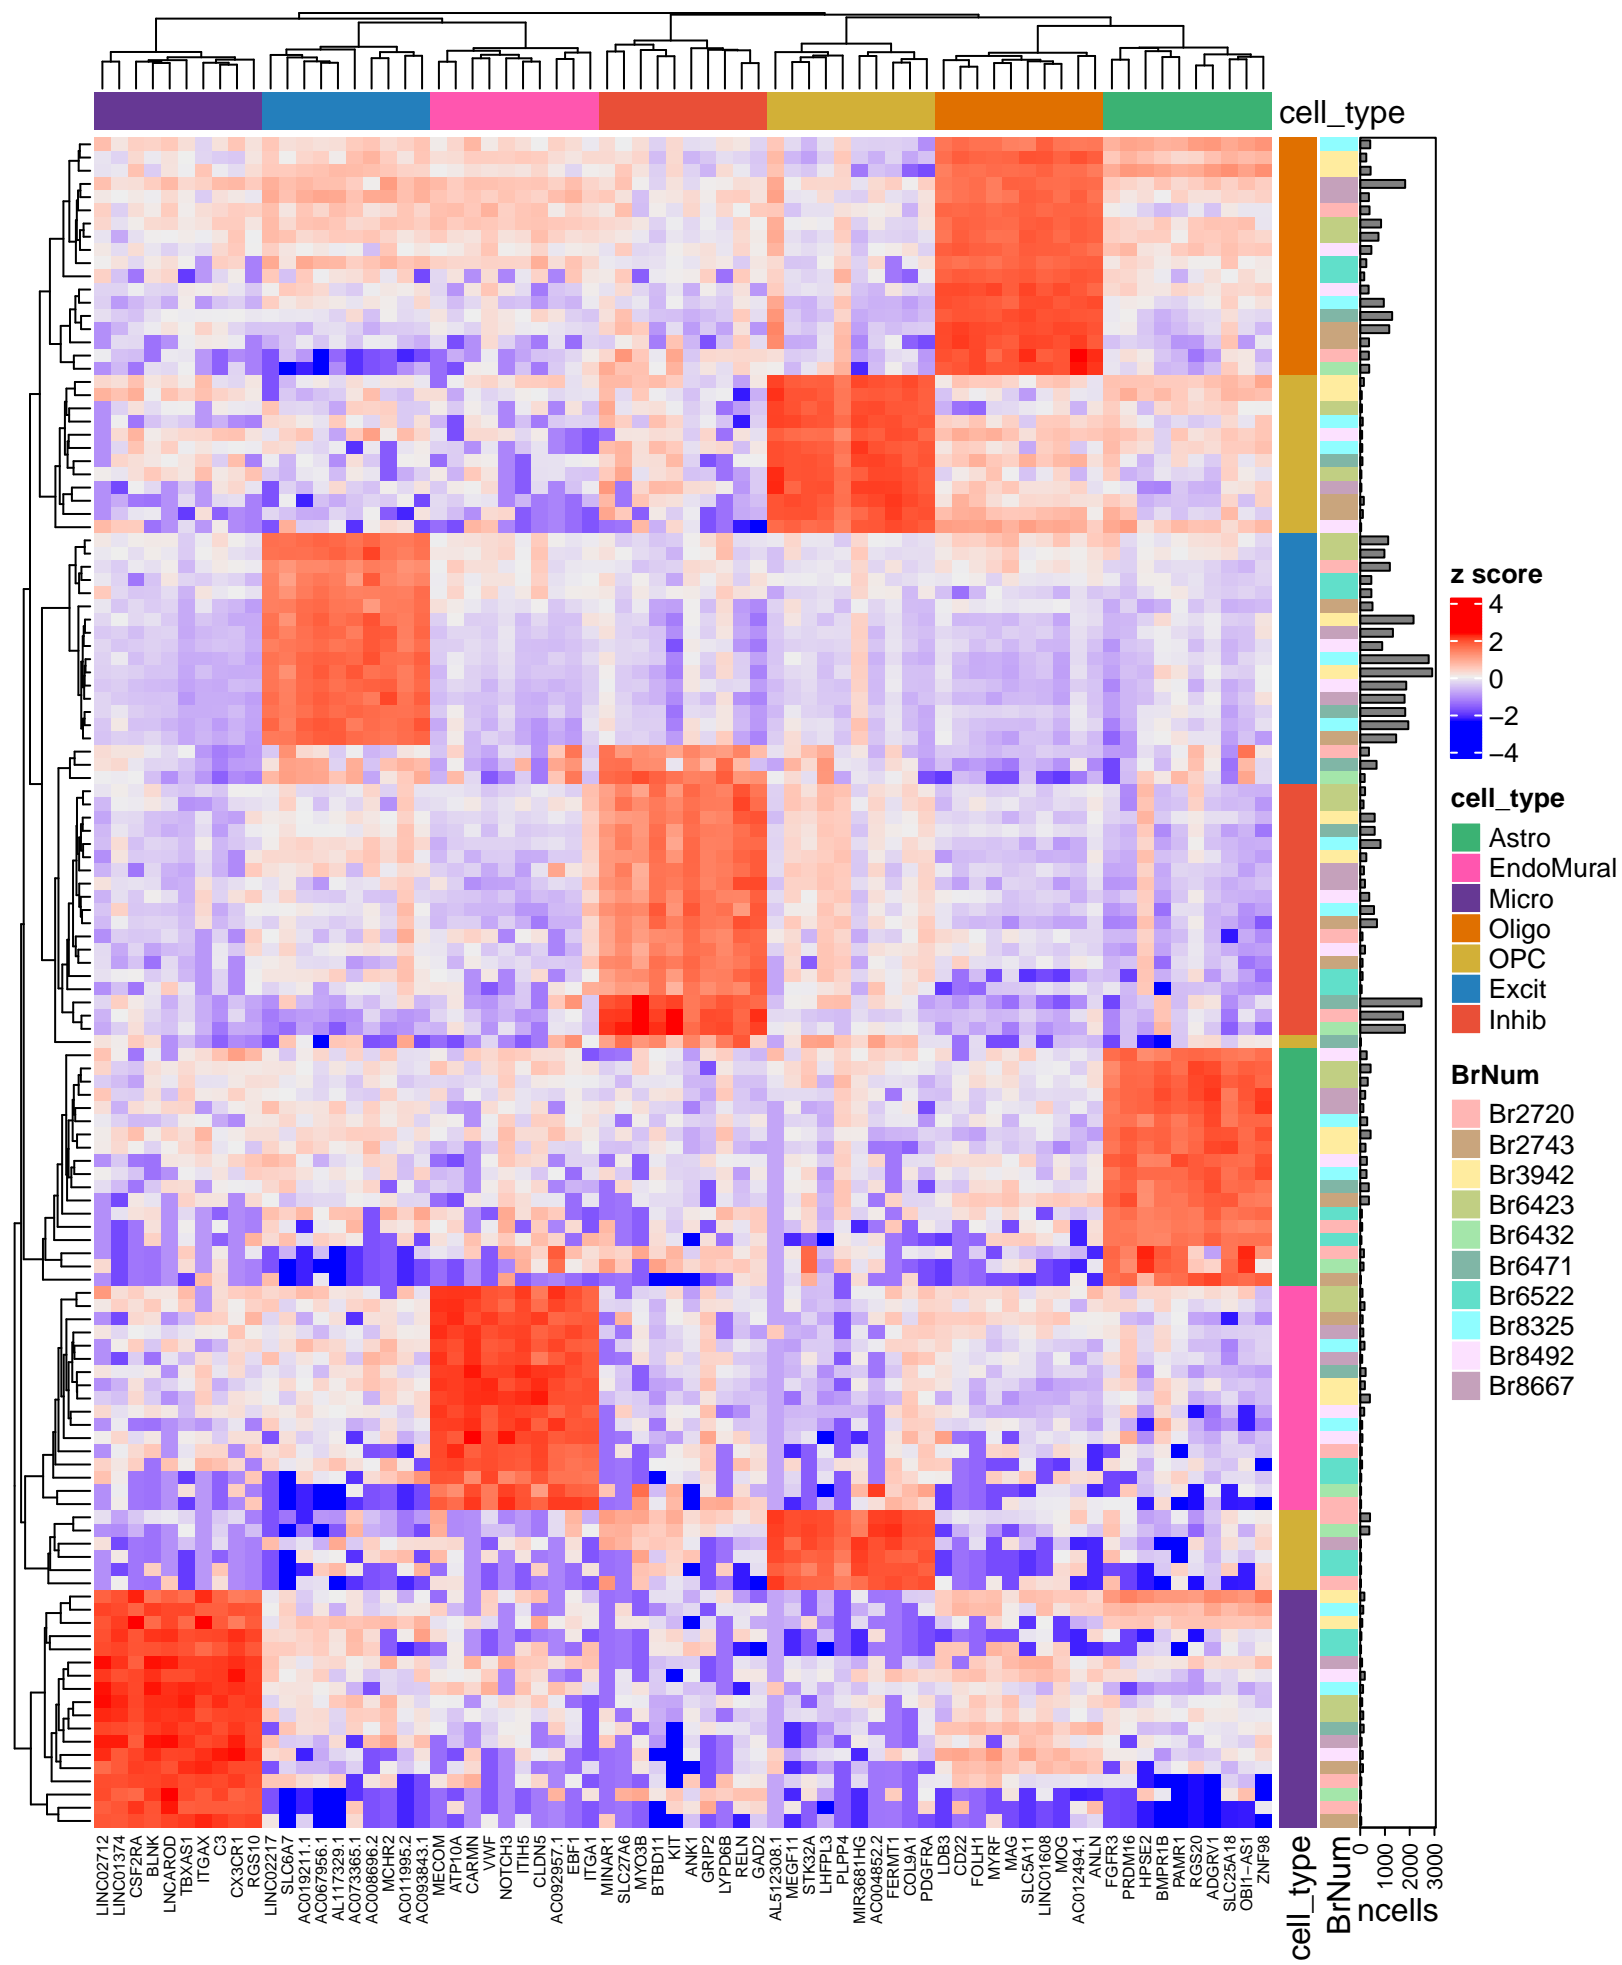 cell_type
z score
4
2
0
−2
−4
cell_type
Astro
EndoMural
Micro
Oligo
OPC
Excit
Inhib
BrNum
Br2720
Br2743
Br3942
Br6423
Br6432
Br6471
Br6522
Br8325
Br8492
Br8667
LINC02712
LINC01374
CSF2RA
BLNK
LNCAROD
TBXAS1
ITGAX
C3
CX3CR1
RGS10
LINC02217
SLC6A7
AC019211.1
AC067956.1
AL117329.1
AC073365.1
AC008696.2
MCHR2
AC011995.2
AC093843.1
MECOM
ATP10A
CARMN
VWF
NOTCH3
ITIH5
CLDN5
AC092957.1
EBF1
ITGA1
MINAR1
SLC27A6
MYO3B
BTBD11
KIT
ANK1
GRIP2
LYPD6B
RELN
GAD2
AL512308.1
MEGF11
STK32A
LHFPL3
PLPP4
MIR3681HG
AC004852.2
FERMT1
COL9A1
PDGFRA
LDB3
CD22
FOLH1
MYRF
MAG
SLC5A11
LINC01608
MOG
AC012494.1
ANLN
FGFR3
PRDM16
HPSE2
BMPR1B
PAMR1
RGS20
ADGRV1
SLC25A18
OBI1−AS1
ZNF98
cell_type
BrNum
0
1000
2000
3000
ncells